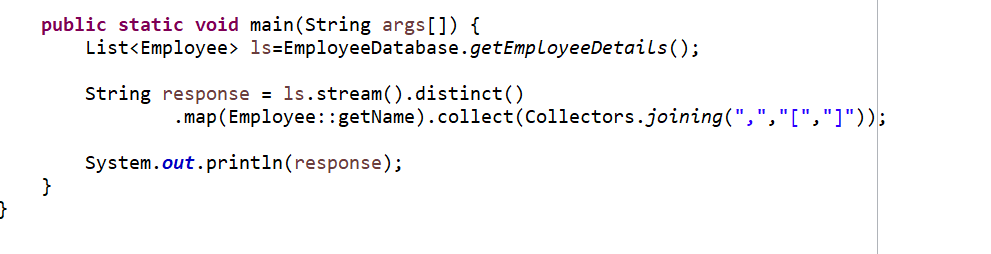 public static void main(String args[]) {
List<Employee> ls=EmployeeDatabase.getEmployeeDetails();
String response = ls.stream().distinct()
.map(Employee::getName).collect(Collectors.joining(",","[","]"));
System.out.println(response);
}
}